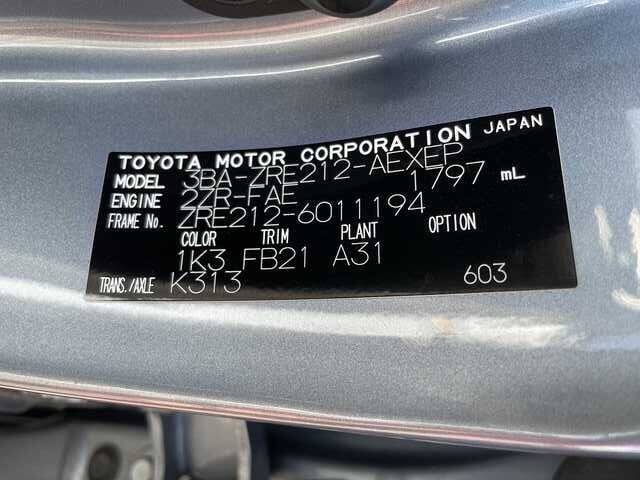 TOYOTA MOTOR CORPORATION JAPAN
MODEL 3BA-ZRE212-AEXEP
ENGINE 2ZR-FAE 1797 mL
FRAME No. ZRE212-6011194
COLOR TRIM PLANT OPTION
1K3 FB21 A31
TRANS./AXLE K313 603